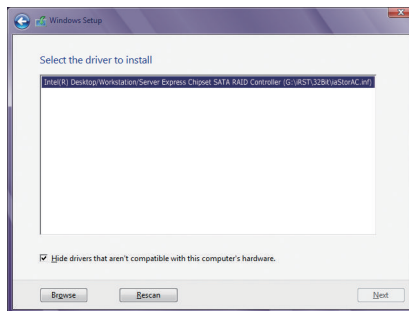 Windows Setup
Select the driver to install
Intel(R) Desktop/Workstation/Server Express Chipset SATA RAID Controller (G:\iRST\32Bit\iaStorAC.inf)
Hide drivers that aren't compatible with this computer's hardware.
Browse
Rescan
Next